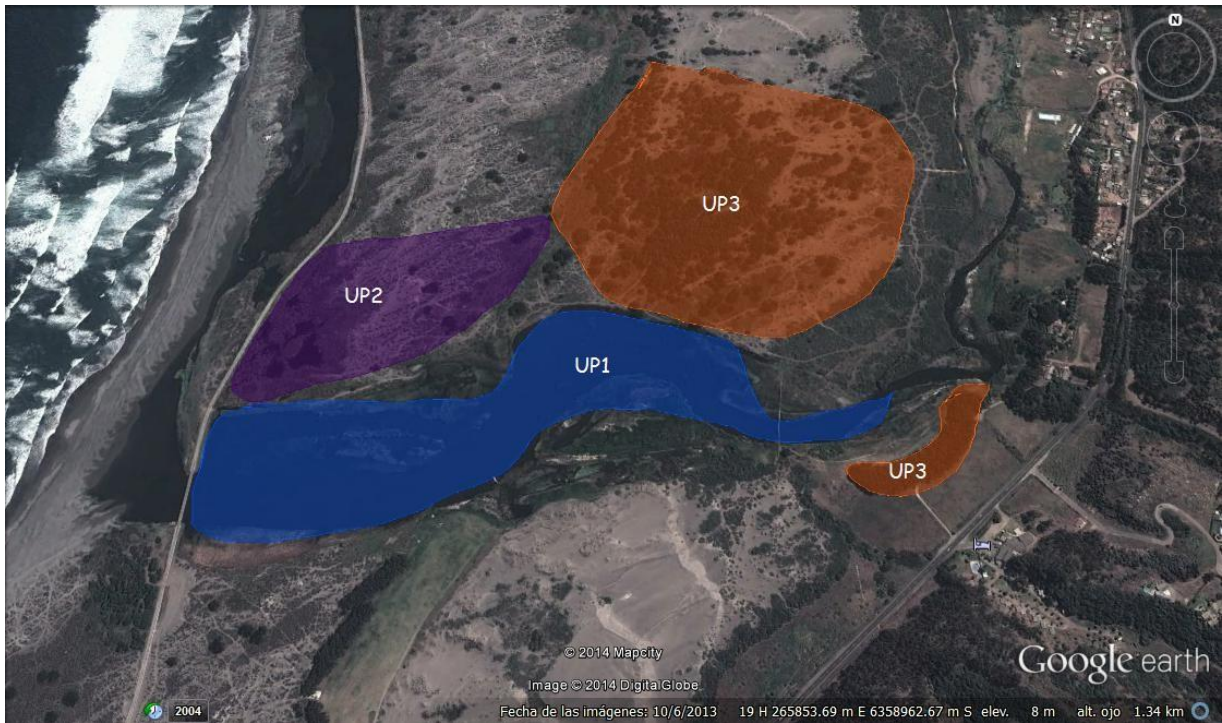 N
UP3
UP2
UP1
UP3
© 2014 Mapcity
Google earth
Image © 2014 DigitalGlobe
2004
Fecha de las imágenes: 10/6/2013 19 H 265853.69 m E 6358962.67 m S elev. 8 m alt. ojo 1.34 km